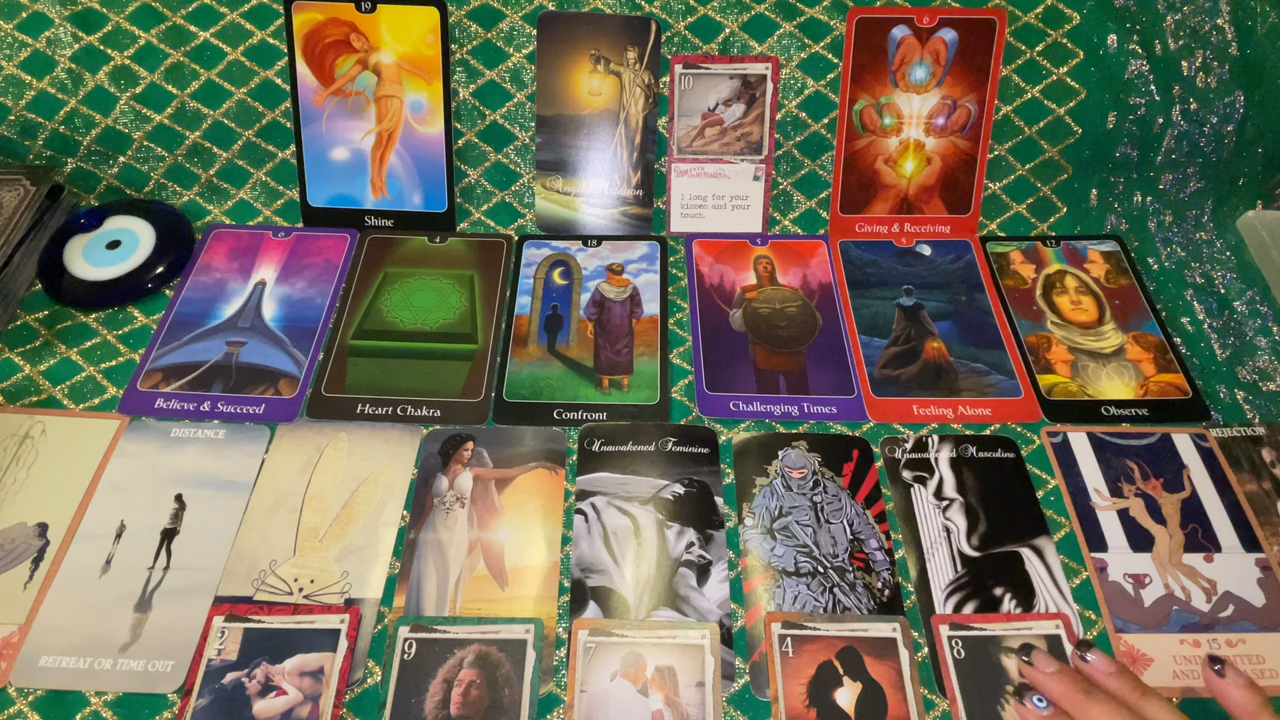 19
Shine
10
I long for your
kisses and your
touch.
6
Giving & Receiving
6
Believe & Succeed
4
Heart Chakra
18
Confront
5
Challenging Times
5
Feeling Alone
12
Observe
DISTANCE
RETREAT OR TIME OUT
Unawakened Feminine
Masculine
REJECTION
15
2
9
7
4
8